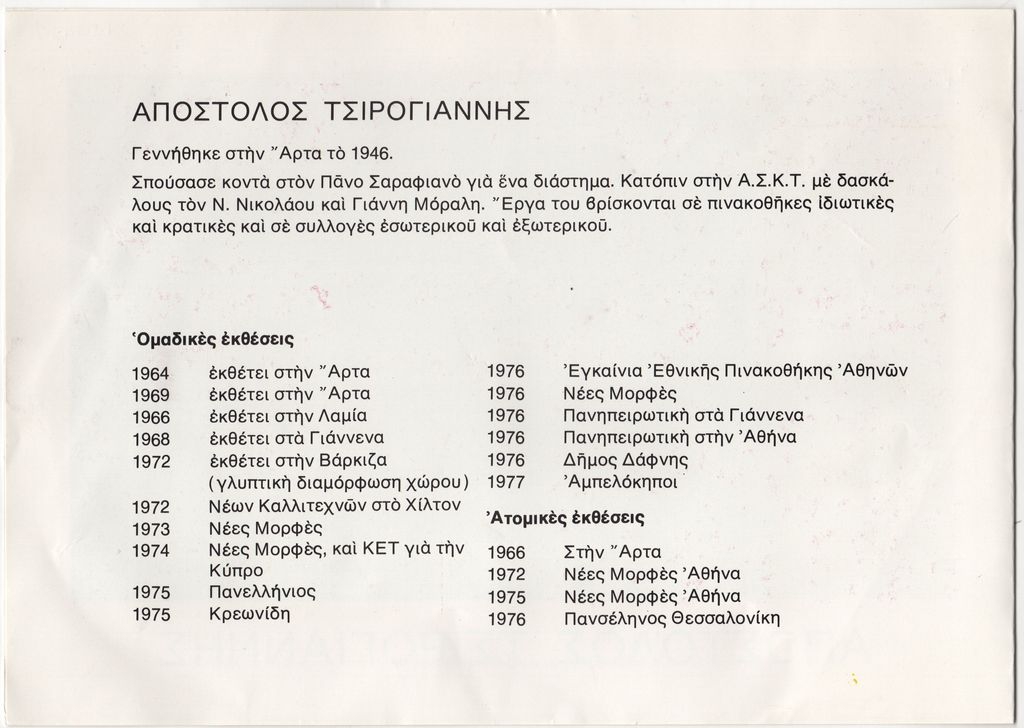 ΑΠΟΣΤΟΛΟΣ ΤΣΙΡΟΓΙΑΝΝΗΣ
Γεννήθηκε στὴν Ἄρτα τὸ 1946.
Σπούσασε κοντὰ στὸν Πᾶνο Σαραφιανὸ γιὰ ἕνα διάστημα. Κατόπιν στὴν Α.Σ.Κ.Τ. μὲ δασκά-
λους τὸν Ν. Νικολάου καὶ Γιάννη Μόραλη. Ἔργα του βρίσκονται σὲ πινακοθῆκες ἰδιωτικὲς
καὶ κρατικὲς καὶ σὲ συλλογὲς ἐσωτερικοῦ καὶ ἐξωτερικοῦ.
Ὁμαδικὲς ἐκθέσεις
1964 ἐκθέτει στὴν Ἄρτα
1969 ἐκθέτει στὴν Ἄρτα
1966 ἐκθέτει στὴν Λαμία
1968 ἐκθέτει στὰ Γιάννενα
1972 ἐκθέτει στὴν Βάρκιζα
(γλυπτικὴ διαμόρφωση χώρου)
1972 Νέων Καλλιτεχνῶν στὸ Χίλτον
1973 Νέες Μορφὲς
1974 Νέες Μορφὲς, καὶ ΚΕΤ γιὰ τὴν
Κύπρο
1975 Πανελλήνιος
1975 Κρεωνίδη
1976 Ἐγκαίνια Ἐθνικῆς Πινακοθήκης Ἀθηνῶν
1976 Νέες Μορφὲς
1976 Πανηπειρωτικὴ στὰ Γιάννενα
1976 Πανηπειρωτικὴ στὴν Ἀθήνα
1976 Δῆμος Δάφνης
1977 Ἀμπελόκηποι
Ἀτομικὲς ἐκθέσεις
1966 Στὴν Ἄρτα
1972 Νέες Μορφὲς Ἀθήνα
1975 Νέες Μορφὲς Ἀθήνα
1976 Πανσέληνος Θεσσαλονίκη